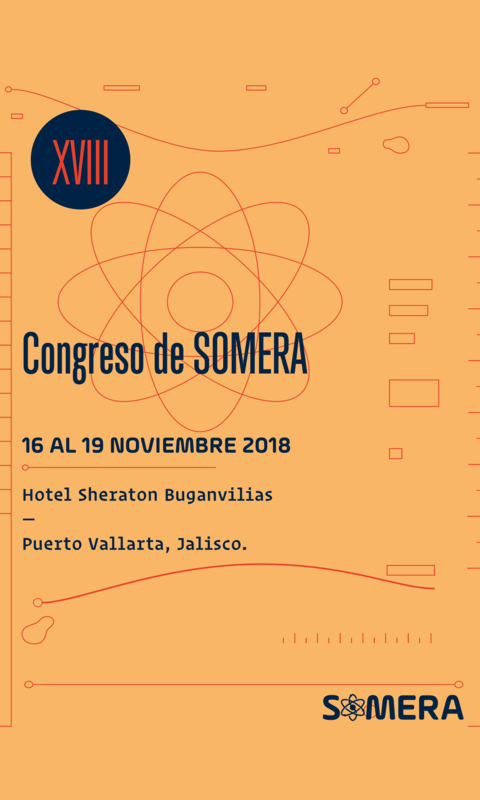 XVIII
Congreso de SOMERA
16 AL 19 NOVIEMBRE 2018
Hotel Sheraton Buganvilias
—
Puerto Vallarta, Jalisco.
SOMERA